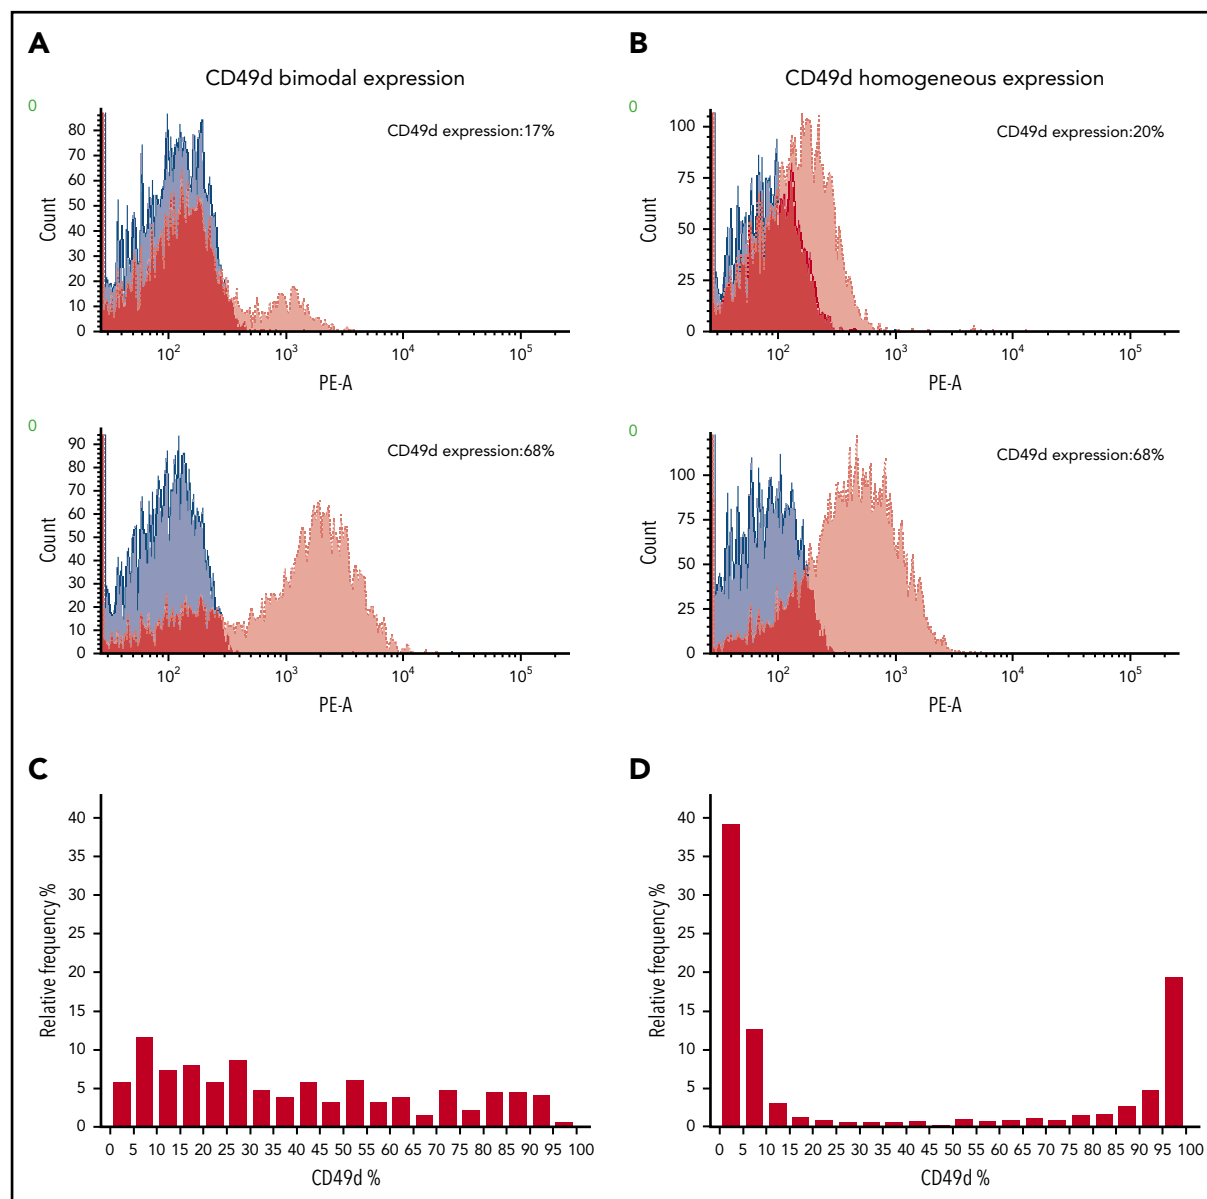 A
CD49d bimodal expression
0
CD49d expression:17%
Count
80
70
60
50
40
30
20
10
0
10² 10³ 10⁴ 10⁵
PE-A
0
CD49d expression:68%
Count
90
80
70
60
50
40
30
20
10
0
10² 10³ 10⁴ 10⁵
PE-A
B
CD49d homogeneous expression
0
CD49d expression:20%
Count
100
75
50
25
0
10² 10³ 10⁴ 10⁵
PE-A
0
CD49d expression:68%
Count
100
75
50
25
0
10² 10³ 10⁴ 10⁵
PE-A
C
Relative frequency %
40
35
30
25
20
15
10
5
0
0 5 10 15 20 25 30 35 40 45 50 55 60 65 70 75 80 85 90 95 100
CD49d %
D
Relative frequency %
40
35
30
25
20
15
10
5
0
0 5 10 15 20 25 30 35 40 45 50 55 60 65 70 75 80 85 90 95 100
CD49d %